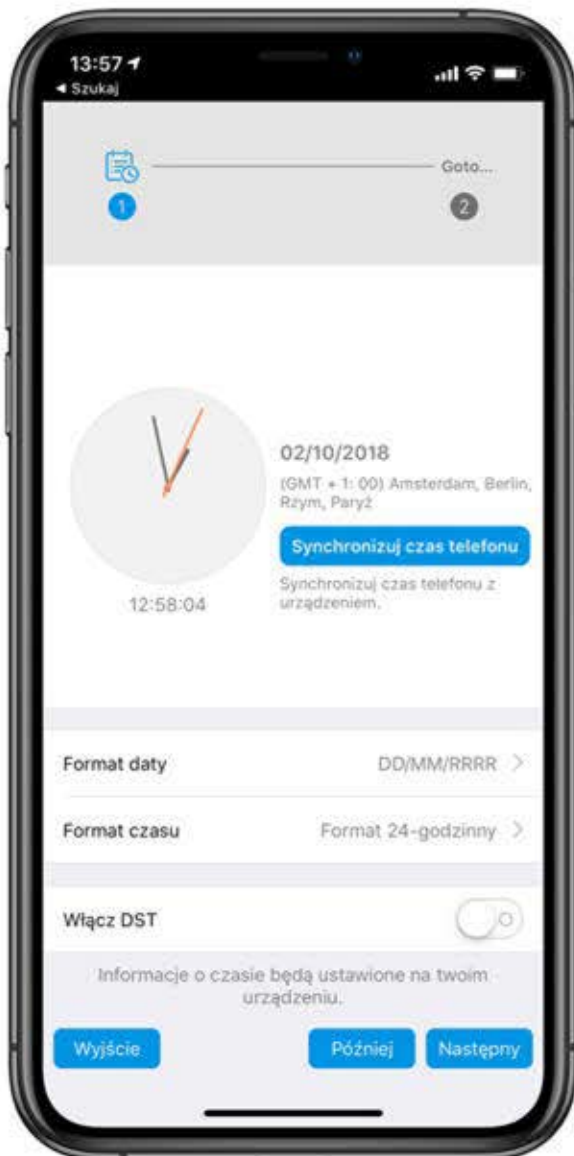 13:57
◀ Szukaj
Goto...
1
2
02/10/2018
(GMT + 1: 00) Amsterdam, Berlin,
Rzym, Paryż
Synchronizuj czas telefonu
Synchronizuj czas telefonu z
urządzeniem.
12:58:04
Format daty
DD/MM/RRRR
Format czasu
Format 24-godzinny
Włącz DST
Informacje o czasie będą ustawione na twoim
urządzeniu.
Wyjście
Później
Następny